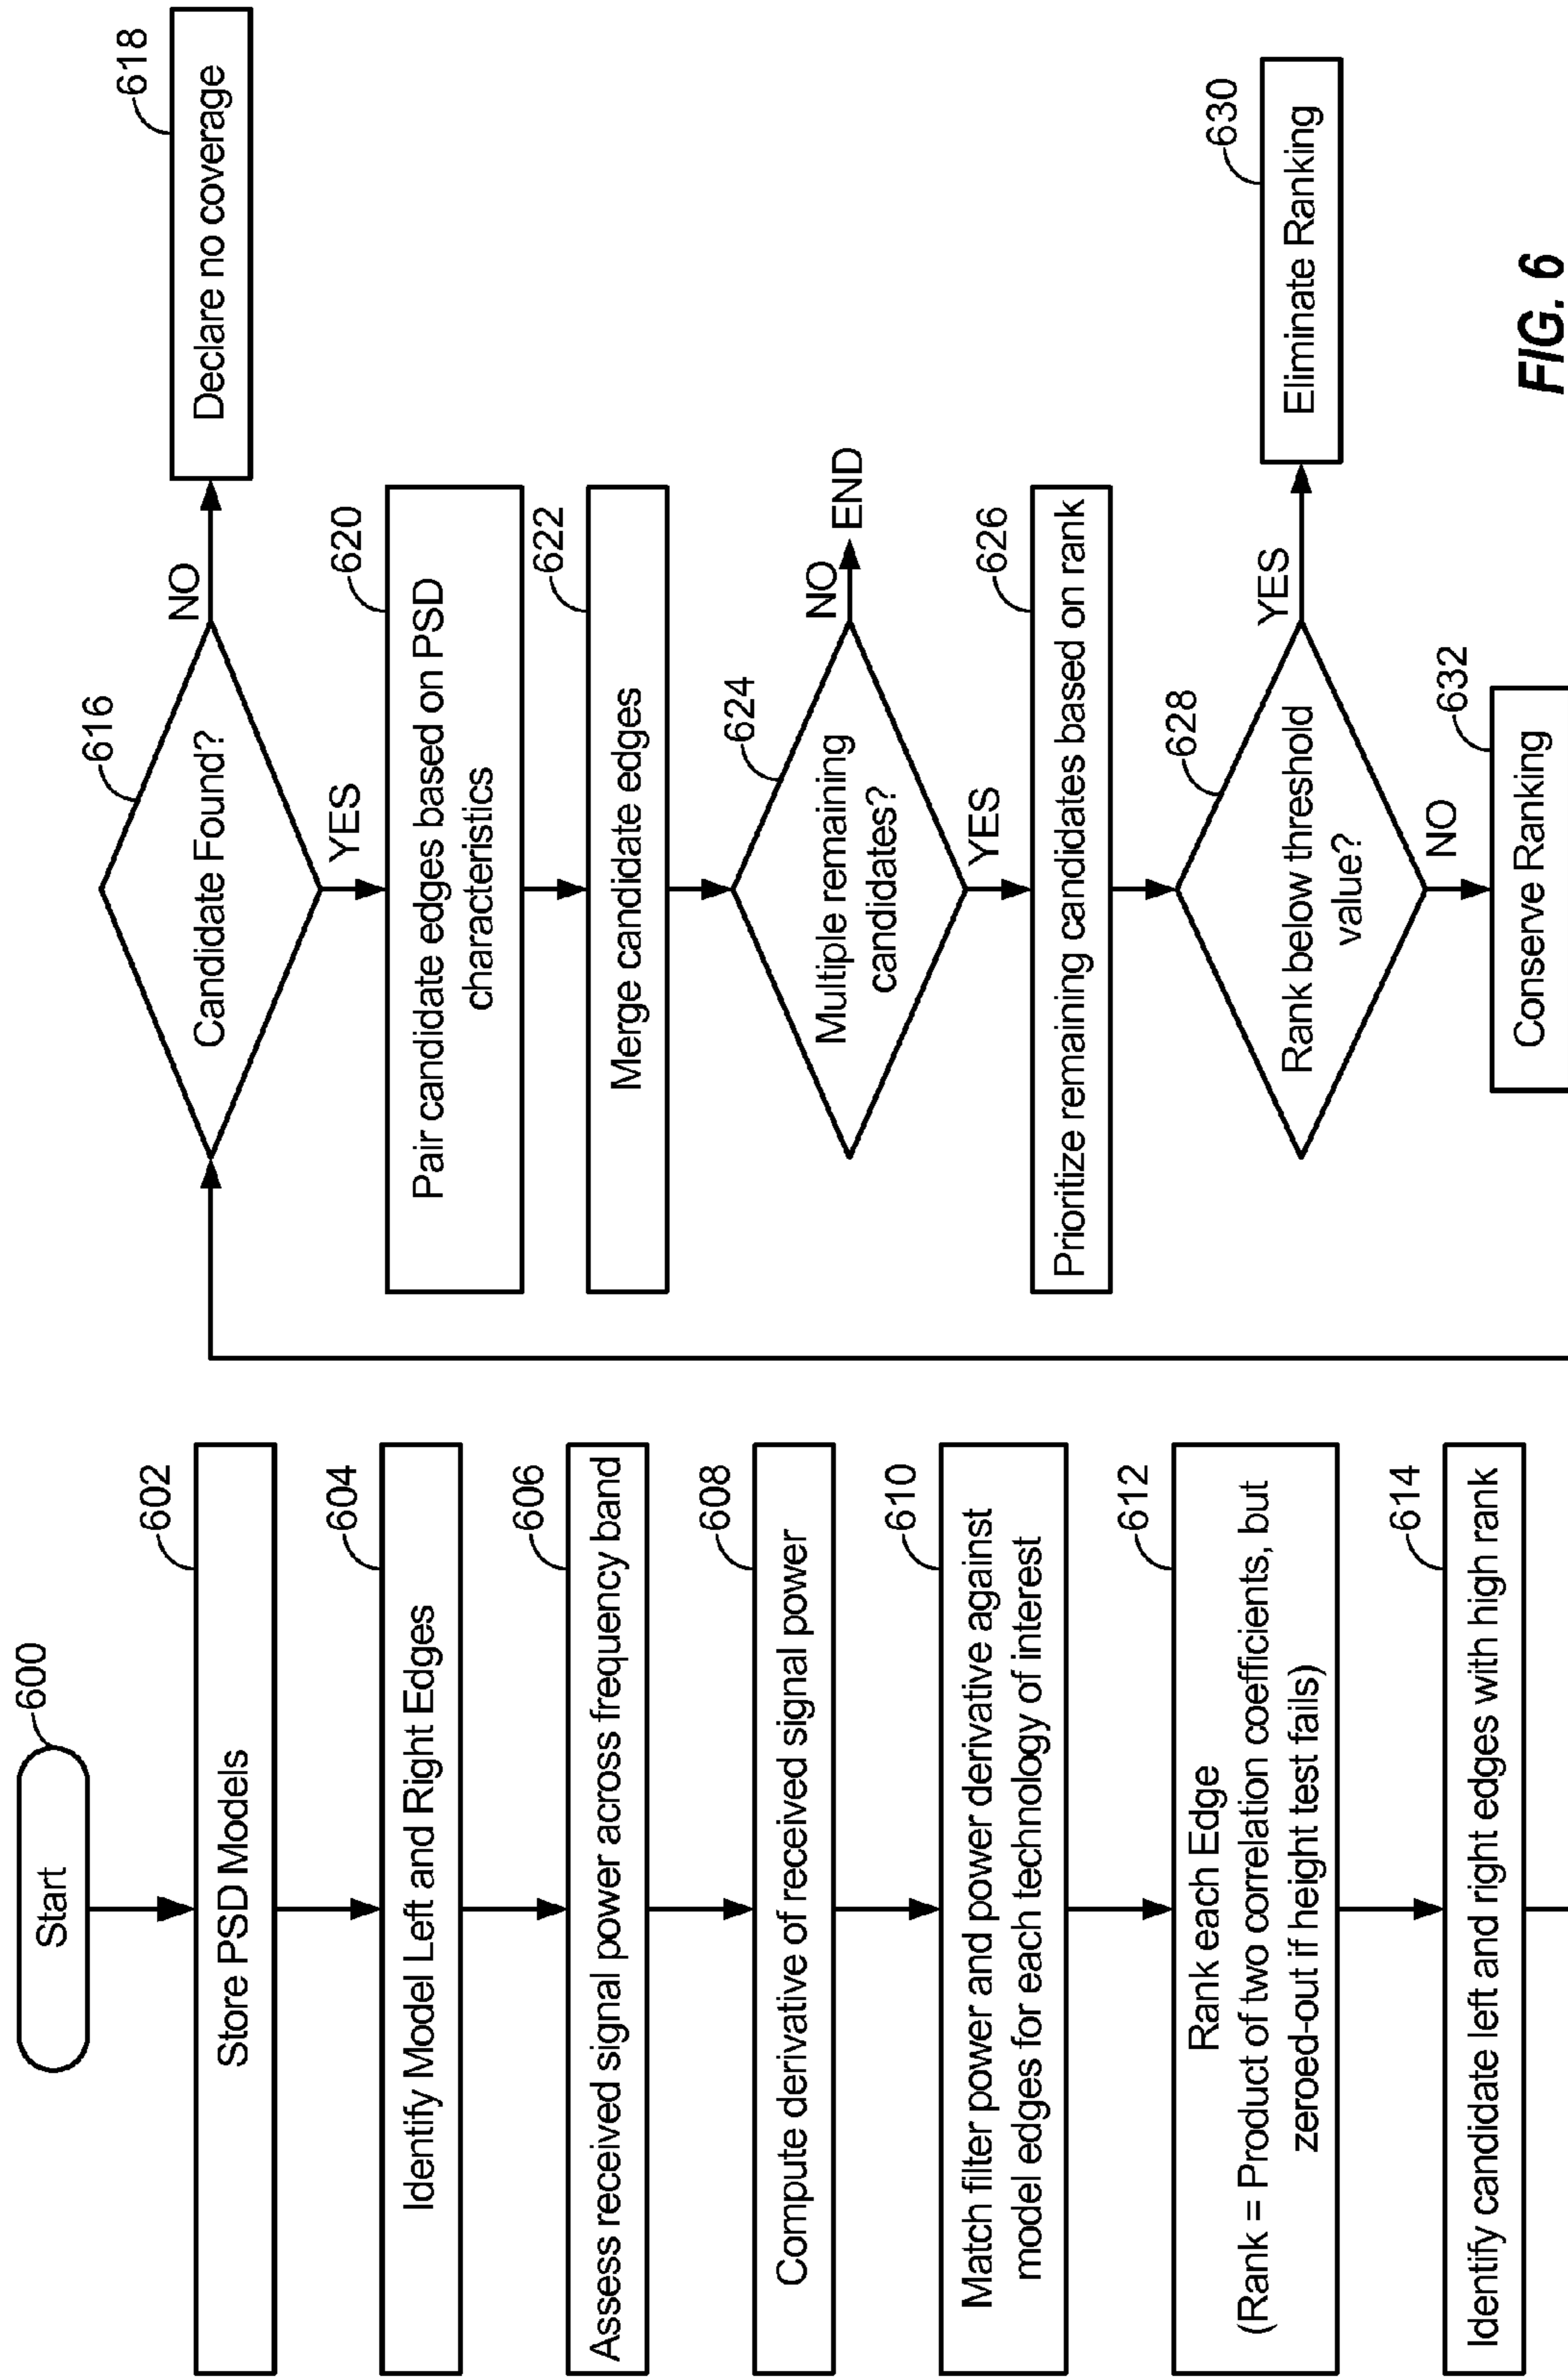 Start
600
Store PSD Models
602
Identify Model Left and Right Edges
604
Assess received signal power across frequency band
606
Compute derivative of received signal power
608
Match filter power and power derivative against
model edges for each technology of interest
610
Rank each Edge
(Rank = Product of two correlation coefficients, but
zeroed-out if height test fails)
612
Identify candidate left and right edges with high rank
614
Candidate Found?
616
NO
Declare no coverage
618
YES
Pair candidate edges based on PSD
characteristics
620
Merge candidate edges
622
Multiple remaining
candidates?
624
NO
END
YES
Prioritize remaining candidates based on rank
626
Rank below threshold
value?
628
YES
Eliminate Ranking
630
NO
Conserve Ranking
632
FIG. 6